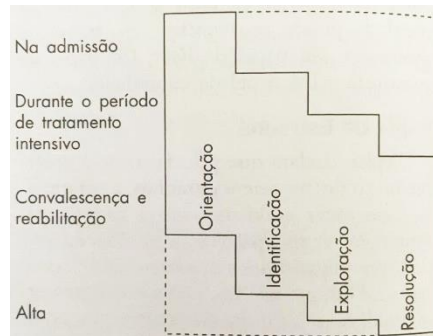 Na admissão
Durante o período
de tratamento
intensivo
Convalescença e
reabilitação
Alta
Orientação
Identificação
Exploração
Resolução